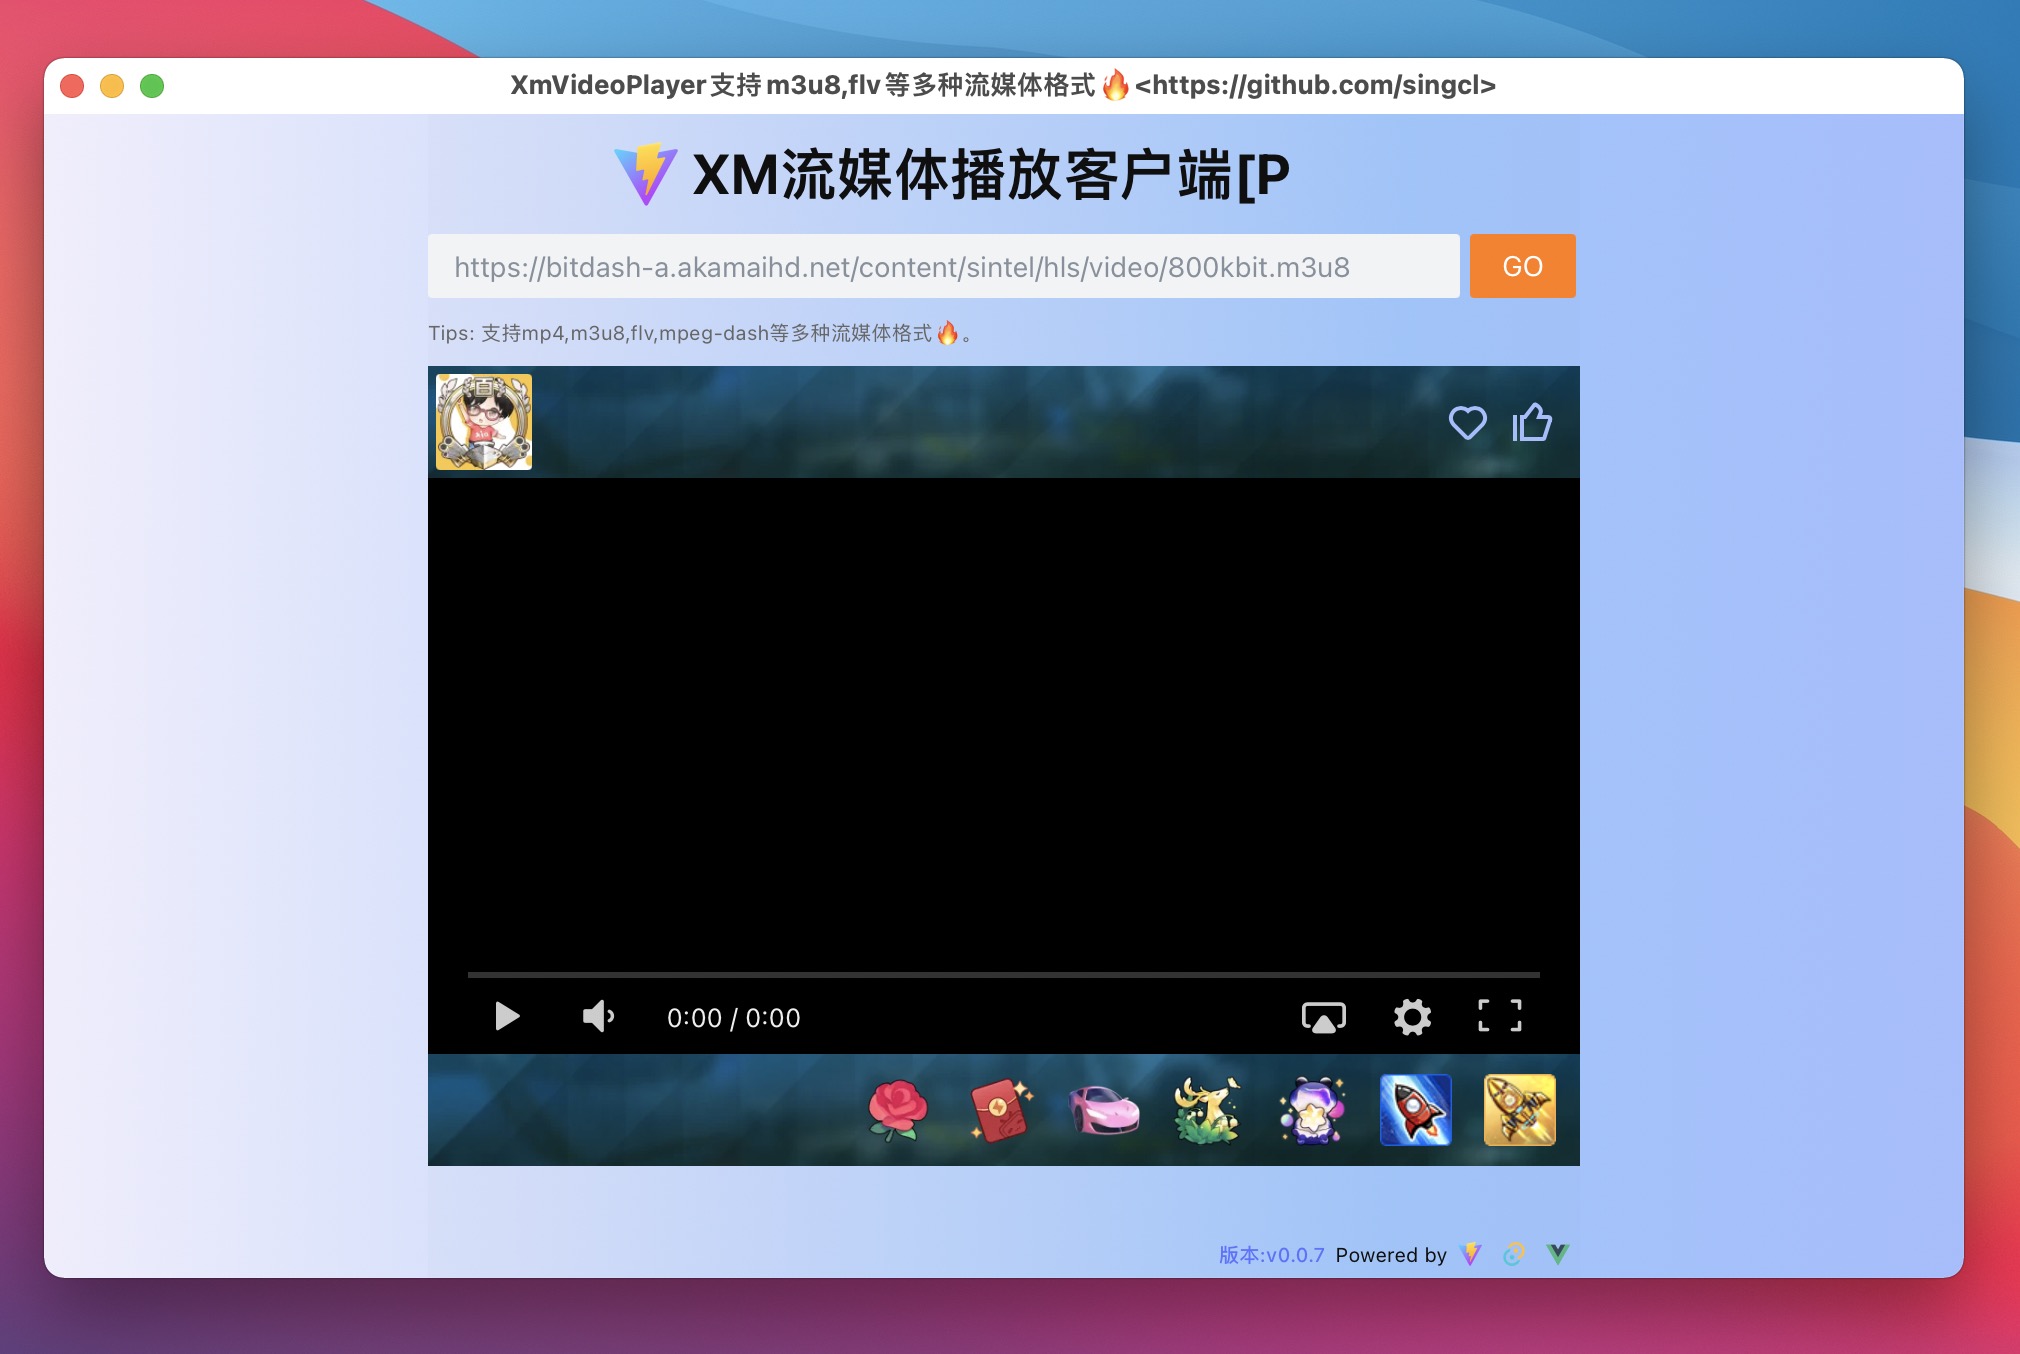 XmVideoPlayer支持m3u8,flv等多种流媒体格式🔥<https://github.com/singcl>
XM流媒体播放客户端[P
https://bitdash-a.akamaihd.net/content/sintel/hls/video/800kbit.m3u8 GO
Tips: 支持mp4,m3u8,flv,mpeg-dash等多种流媒体格式🔥。
百
0:00 / 0:00
版本:v0.0.7 Powered by